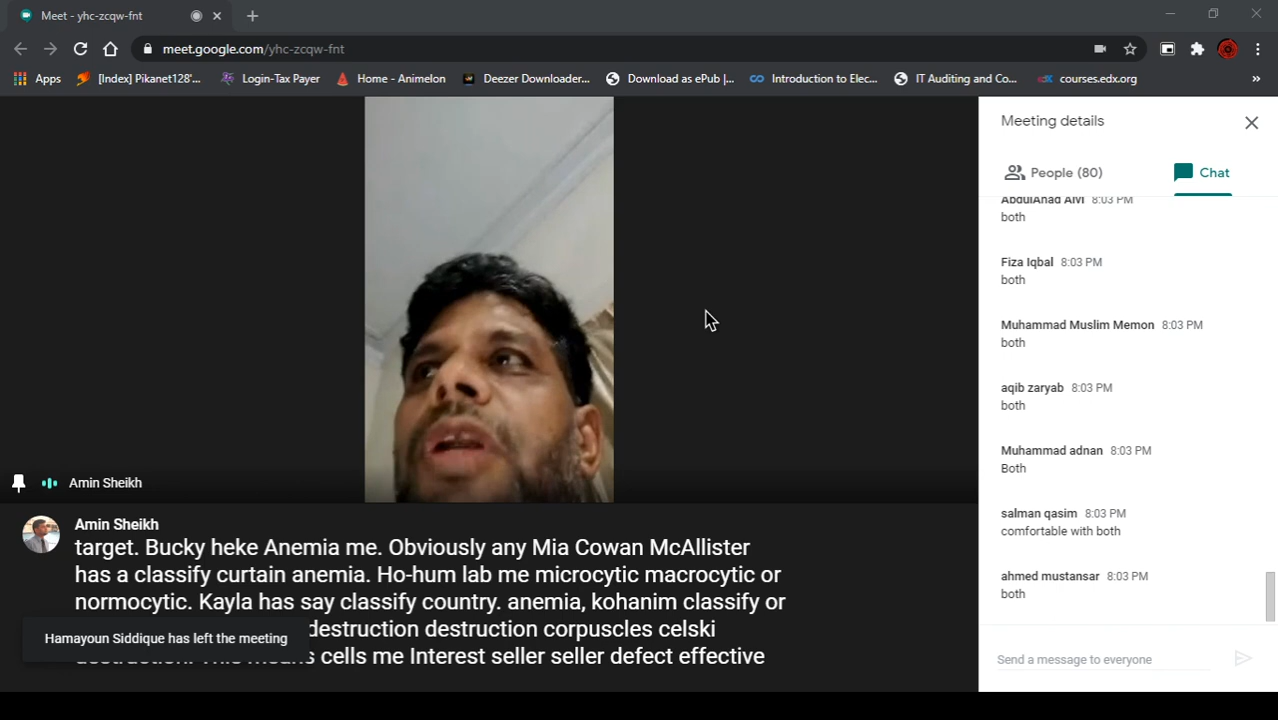 Meet - yhc-zcqw-fnt
meet.google.com/yhc-zcqw-fnt
Apps
[Index] Pikanet128'...
Login-Tax Payer
Home - Animelon
Deezer Downloader...
Download as ePub |...
Introduction to Elec...
IT Auditing and Co...
courses.edx.org
»
Amin Sheikh
Amin Sheikh
target. Bucky heke Anemia me. Obviously any Mia Cowan McAllister
has a classify curtain anemia. Ho-hum lab me microcytic macrocytic or
normocytic. Kayla has say classify country. anemia, kohanim classify or
destruction destruction corpuscles celski
cells me Interest seller seller defect effective
Hamayoun Siddique has left the meeting
Meeting details
People (80)
Chat
AbdulAhad Alvi 8:03 PM
both
Fiza Iqbal 8:03 PM
both
Muhammad Muslim Memon 8:03 PM
both
aqib zaryab 8:03 PM
both
Muhammad adnan 8:03 PM
Both
salman qasim 8:03 PM
comfortable with both
ahmed mustansar 8:03 PM
both
Send a message to everyone